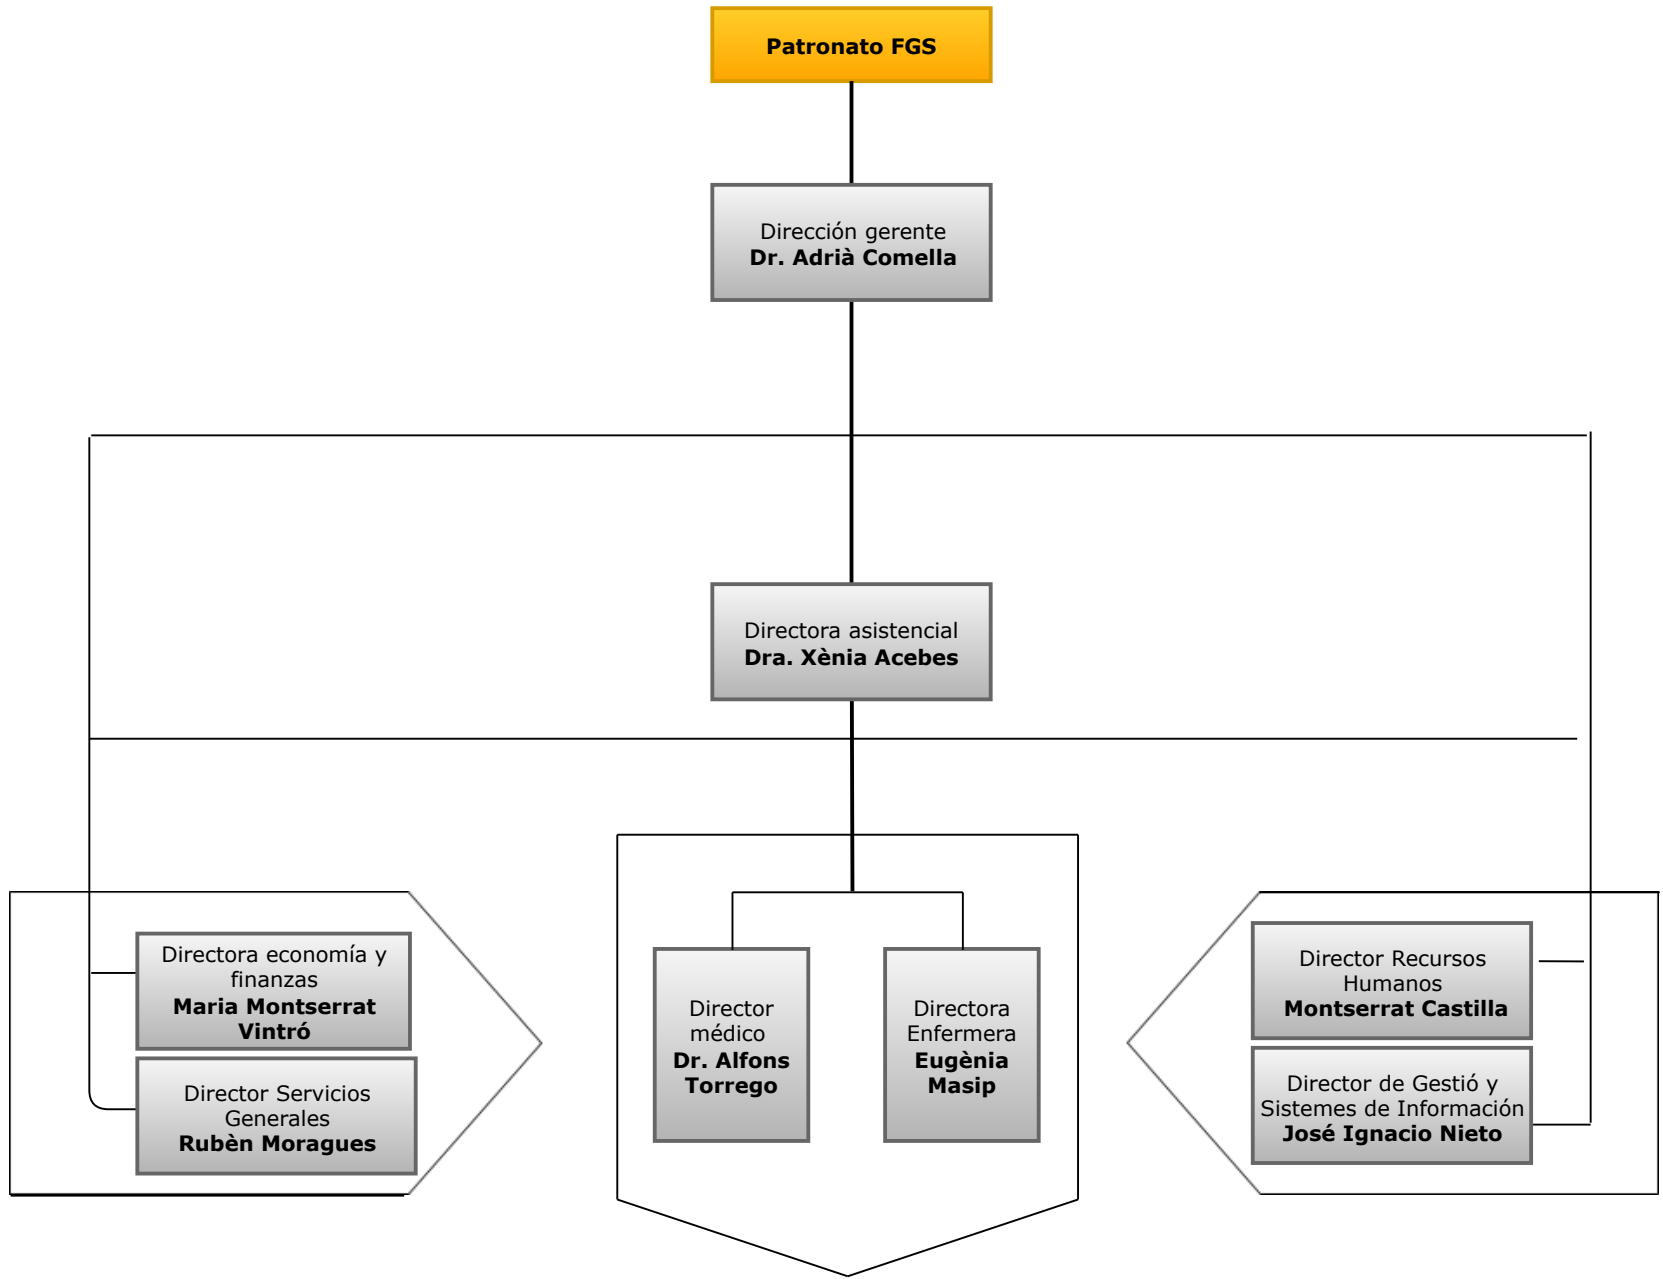 Patronato FGS
Dirección gerente
Dr. Adrià Comella
Directora asistencial
Dra. Xènia Acebes
Directora economía y
finanzas
Maria Montserrat
Vintró
Director Servicios
Generales
Rubèn Moragues
Director
médico
Dr. Alfons
Torrego
Directora
Enfermera
Eugènia
Masip
Director Recursos
Humanos
Montserrat Castilla
Director de Gestió y
Sistemes de Información
José Ignacio Nieto